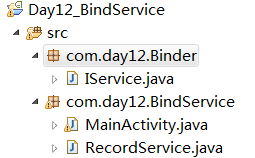 Day12_BindService
src
com.day12.Binder
IService.java
com.day12.BindService
MainActivity.java
RecordService.java